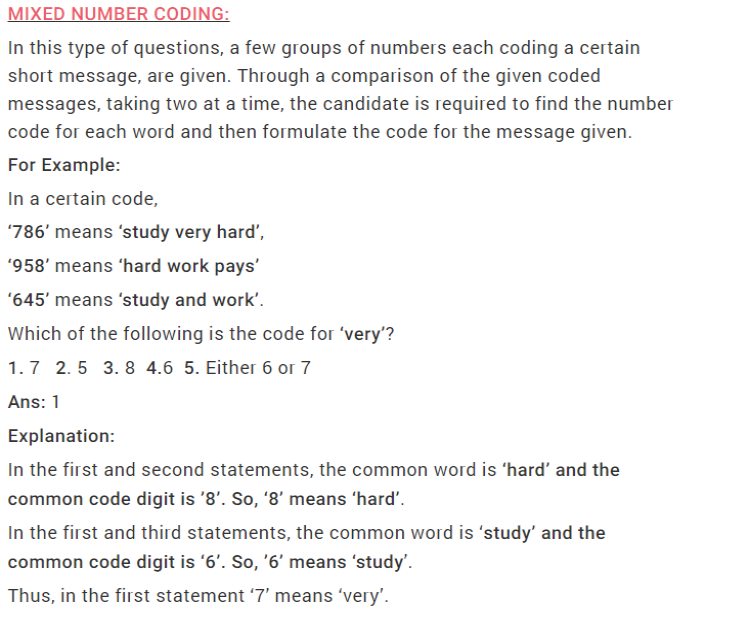 MIXED NUMBER CODING:
In this type of questions, a few groups of numbers each coding a certain
short message, are given. Through a comparison of the given coded
messages, taking two at a time, the candidate is required to find the number
code for each word and then formulate the code for the message given.
For Example:
In a certain code,
‘786’ means ‘study very hard’,
‘958’ means ‘hard work pays’
‘645’ means ‘study and work’.
Which of the following is the code for ‘very’?
1. 7 2. 5 3. 8 4.6 5. Either 6 or 7
Ans: 1
Explanation:
In the first and second statements, the common word is ‘hard’ and the
common code digit is ’8’. So, ‘8’ means ‘hard’.
In the first and third statements, the common word is ‘study’ and the
common code digit is ‘6’. So, ’6’ means ‘study’.
Thus, in the first statement ‘7’ means ‘very’.